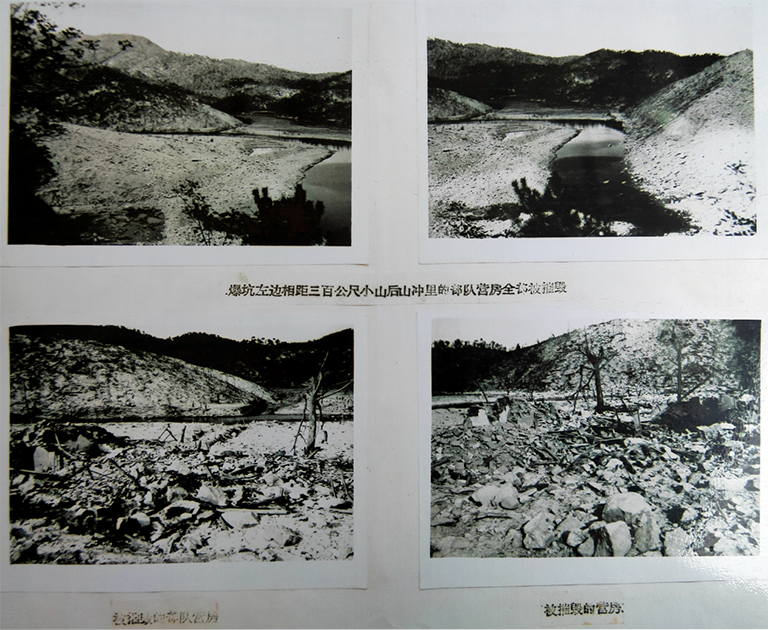 爆坑左边相距三百公尺小山后山冲里的部队营房全部被摧毁
被摧毁的部队营房
被摧毁的营房